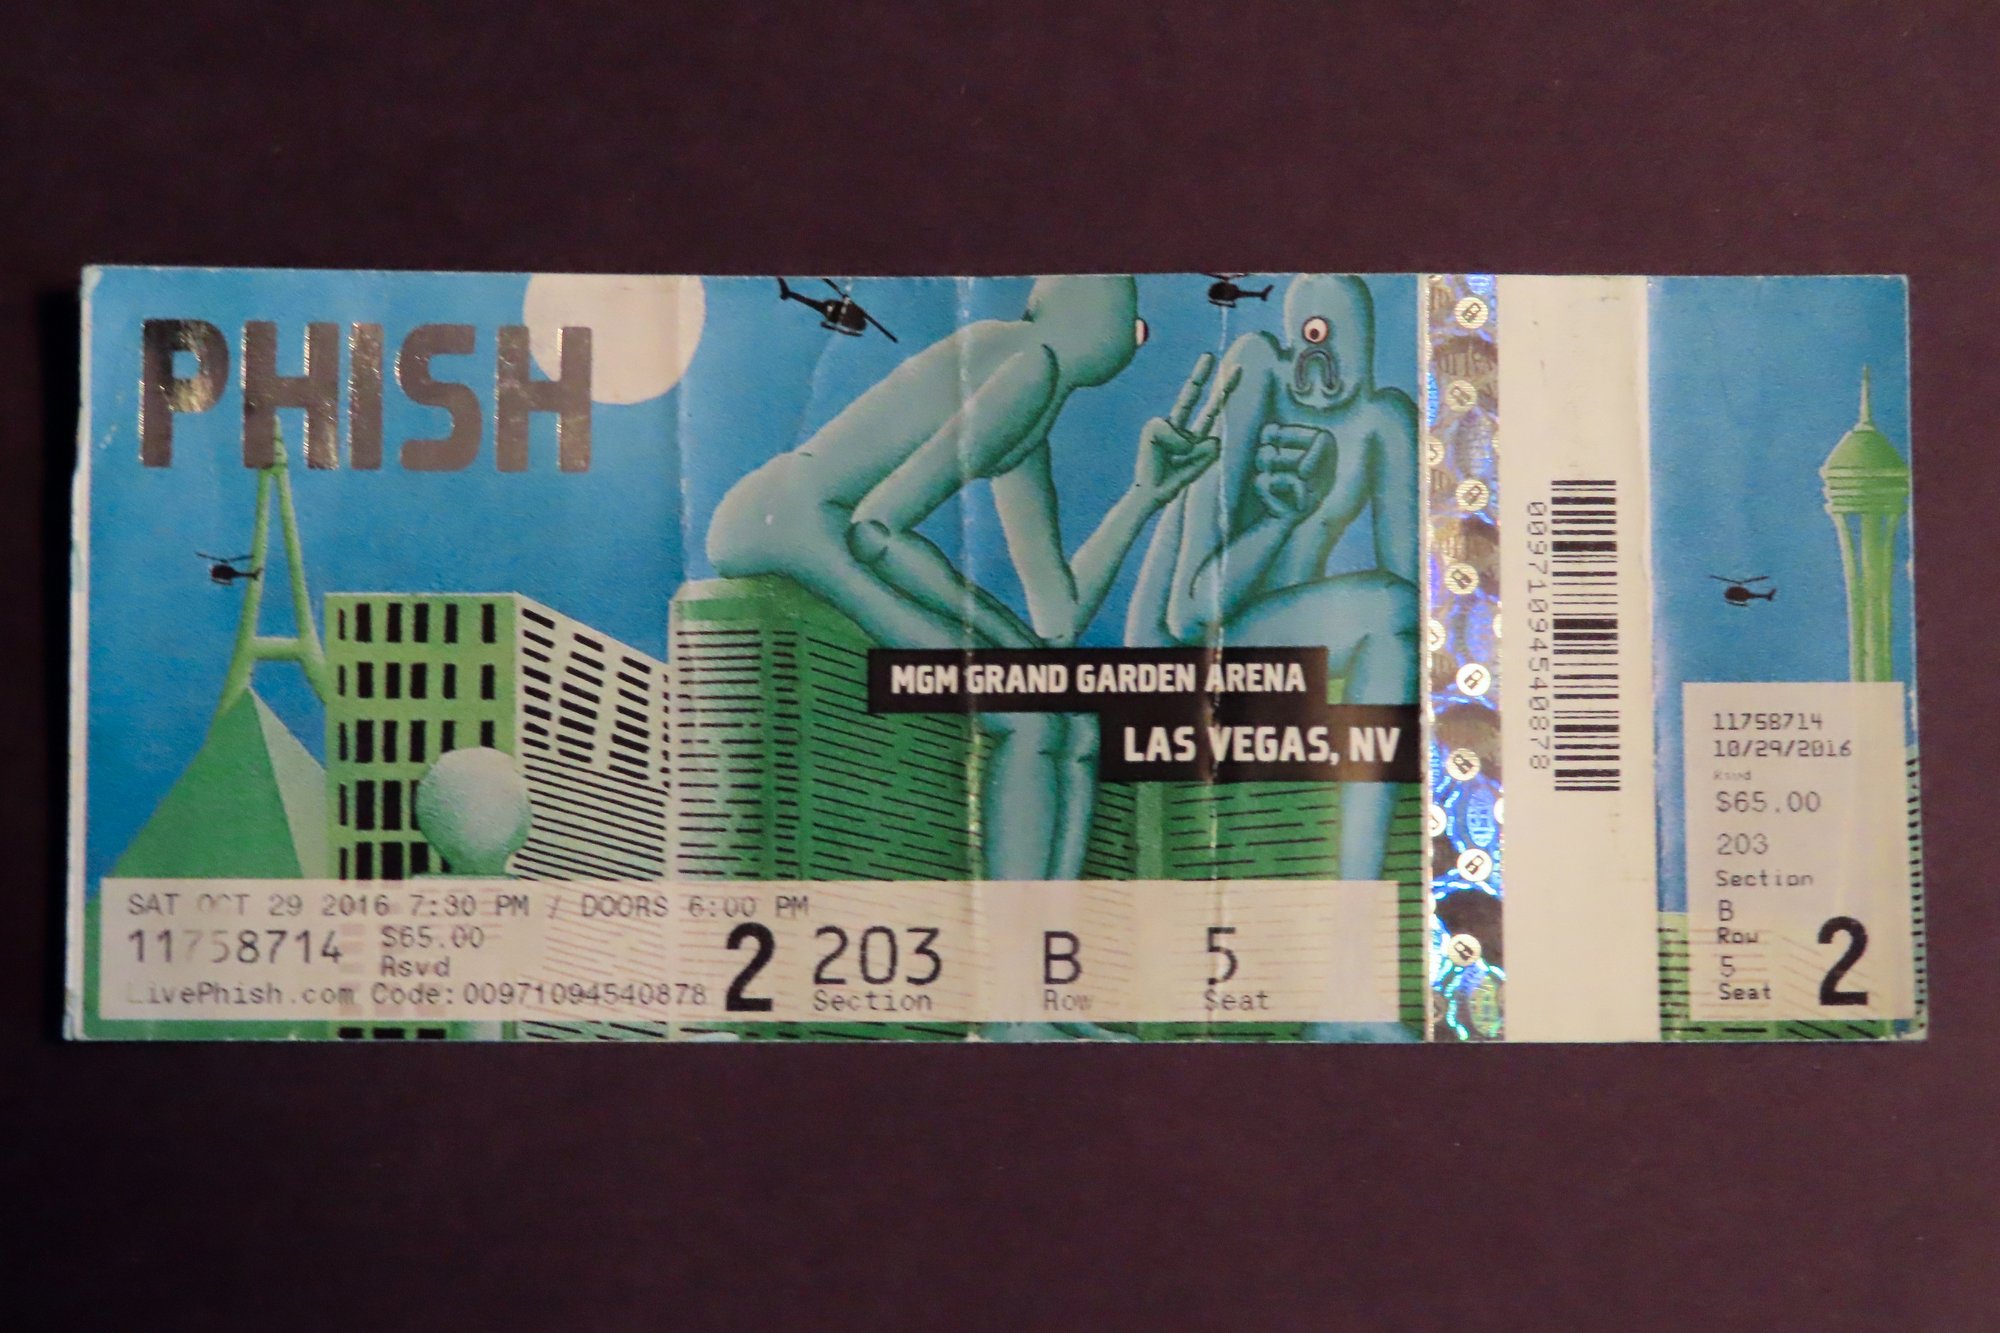 PHISH
MGM GRAND GARDEN ARENA
LAS VEGAS, NV
SAT OCT 29 2016 7:30 PM / DOORS 6:00 PM
11758714 $65.00
Rsvd
LivePhish.com Code:00971094540878
2 203 B 5
Section Row Seat
00971094540878
11758714
10/29/2016
Rsvd
$65.00
203
Section
B
Row
5
Seat
2